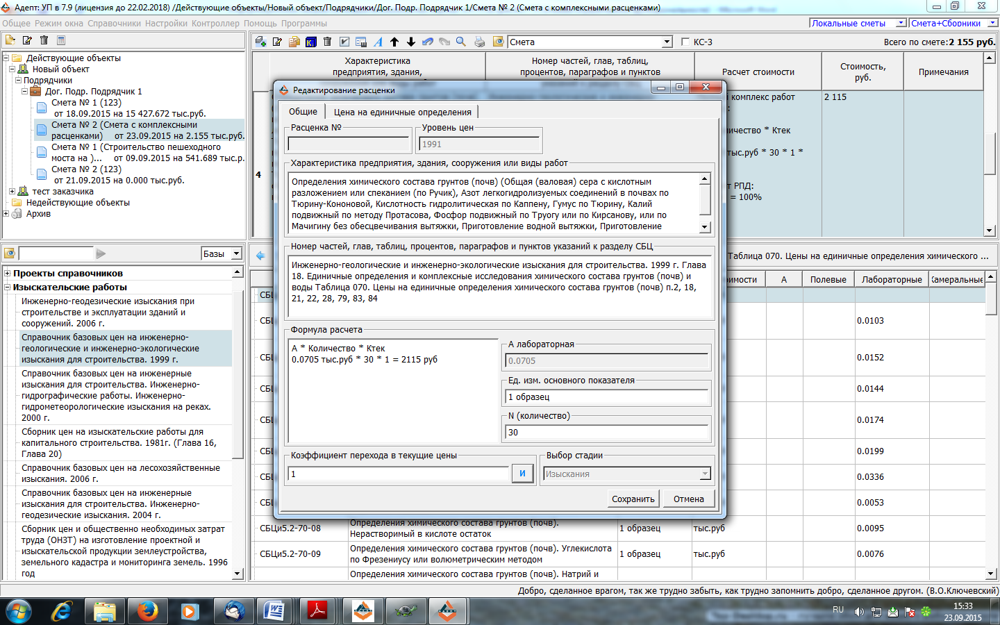 Адепт: УП в 7.9 (лицензия до 22.02.2018) /Действующие объекты/Новый объект/Подрядчики/Дог. Подр. Подрядчик 1/Смета № 2 (Смета с комплексными расценками)
Общее Режим окна Справочники Настройки Контроллер Помощь Программы
Локальные сметы
Смета+Сборники
Смета
КС-3
Всего по смете:2 155 руб.
Действующие объекты
Новый объект
Подрядчики
Дог. Подр. Подрядчик 1
Смета № 1 (123)
от 18.09.2015 на 15 427.672 тыс.руб.
Смета № 2 (Смета с комплексными
расценками) от 23.09.2015 на 2.155 тыс.руб.
Смета № 1 (Строительство пешеходного
моста на )... от 09.09.2015 на 541.689 тыс.р.
Смета № 2 (123)
от 21.09.2015 на 0.000 тыс.руб.
тест заказчика
Недействующие объекты
Архив
Характеристика
предприятия, здания,
Номер частей, глав, таблиц,
процентов, параграфов и пунктов
Расчет стоимости
Стоимость,
руб.
Примечания
4
комплекс работ
2 115
Ктек
тыс.руб * 30 * 1 *
РПД:
= 100%
Редактирование расценки
Общие
Цена на единичные определения
Расценка №
Уровень цен
1991
Характеристика предприятия, здания, сооружения или виды работ
Определения химического состава грунтов (почв) (Общая (валовая) сера с кислотным
разложением или спеканием (по Ручик), Азот легкогидролизуемых соединений в почвах по
Тюрину-Кононовой, Кислотность гидролитическая по Каппену, Гумус по Тюрину, Калий
подвижный по методу Протасова, Фосфор подвижный по Труогу или по Кирсанову, или по
Мачигину без обесцвечивания вытяжки, Приготовление водной вытяжки, Приготовление
Номер частей, глав, таблиц, процентов, параграфов и пунктов указаний к разделу СБЦ
Инженерно-геологические и инженерно-экологические изыскания для строительства. 1999 г. Глава
18. Единичные определения и комплексные исследования химического состава грунтов (почв) и
воды Таблица 070. Цены на единичные определения химического состава грунтов (почв) п.2, 18,
21, 22, 28, 79, 83, 84
Формула расчета
А * Количество * Ктек
0.0705 тыс.руб * 30 * 1 = 2115 руб
А лабораторная
0.0705
Ед. изм. основного показателя
1 образец
N (количество)
30
Коэффициент перехода в текущие цены
1
И
Выбор стадии
Изыскания
Сохранить
Отмена
Базы
Проекты справочников
Изыскательские работы
Инженерно-геодезические изыскания при
строительстве и эксплуатации зданий и
сооружений. 2006 г.
Справочник базовых цен на инженерно-
геологические и инженерно-экологические
изыскания для строительства. 1999 г.
Справочник базовых цен на инженерные
изыскания для строительства. Инженерно-
гидрографические работы. Инженерно-
гидрометеорологические изыскания на реках.
2000 г.
Сборник цен на изыскательские работы для
капитального строительства. 1981г. (Глава 16,
Глава 20)
Справочник базовых цен на лесохозяйственные
изыскания. 2006 г.
Справочник базовых цен на инженерные
изыскания для строительства. Инженерно-
геодезические изыскания. 2004 г.
Сборник цен и общественно необходимых затрат
труда (ОНЗТ) на изготовление проектной и
изыскательской продукции землеустройства,
земельного кадастра и мониторинга земель. 1996
год
Таблица 070. Цены на единичные определения химического ...
А
Полевые
Лабораторные
Камеральные
0.0103
0.0152
0.0144
0.0174
0.0199
0.0336
0.0053
СБЦи5.2-70-08
Определения химического состава грунтов (почв).
Нерастворимый в кислоте остаток
1 образец
тыс.руб
0.0095
СБЦи5.2-70-09
Определения химического состава грунтов (почв). Углекислота
по Фрезениусу или волюметрическим методом
1 образец
тыс.руб
0.0076
Определения химического состава грунтов (почв). Натрий и
Добро, сделанное врагом, так же трудно забыть, как трудно запомнить добро, сделанное другом. (В.О.Ключевский)
RU
15:33
23.09.2015